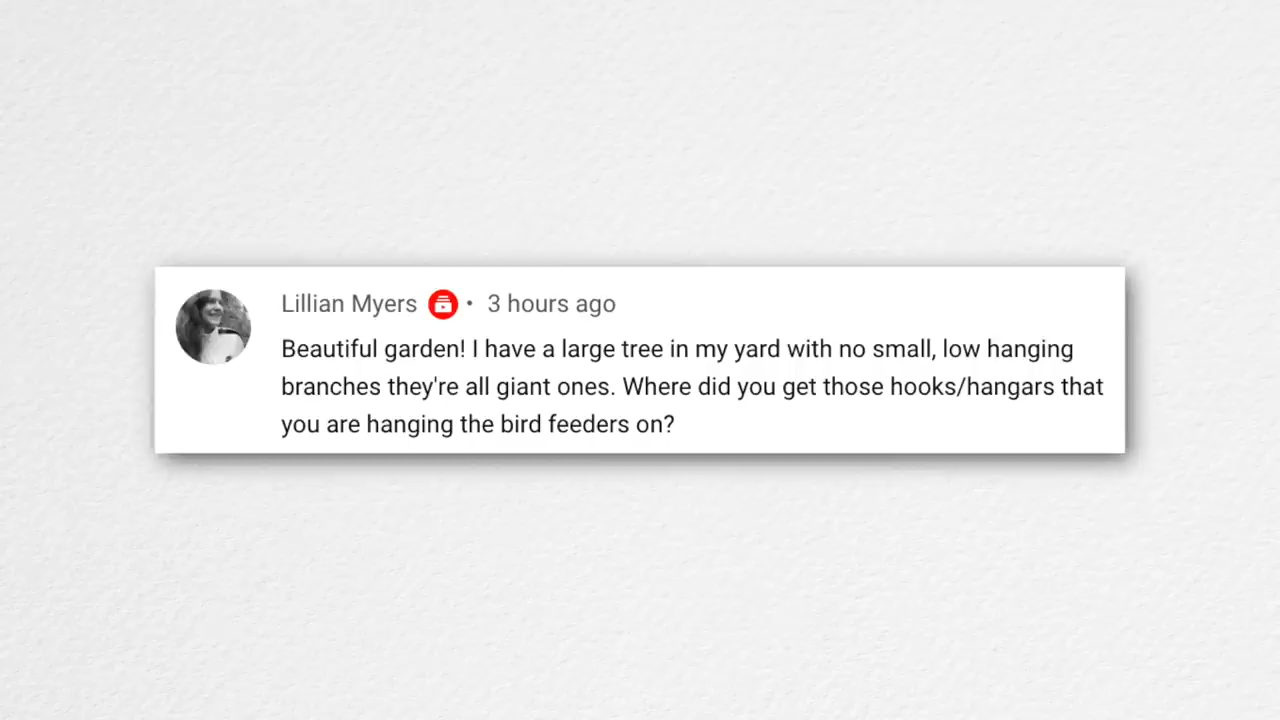 Lillian Myers • 3 hours ago
Beautiful garden! I have a large tree in my yard with no small, low hanging
branches they're all giant ones. Where did you get those hooks/hangars that
you are hanging the bird feeders on?